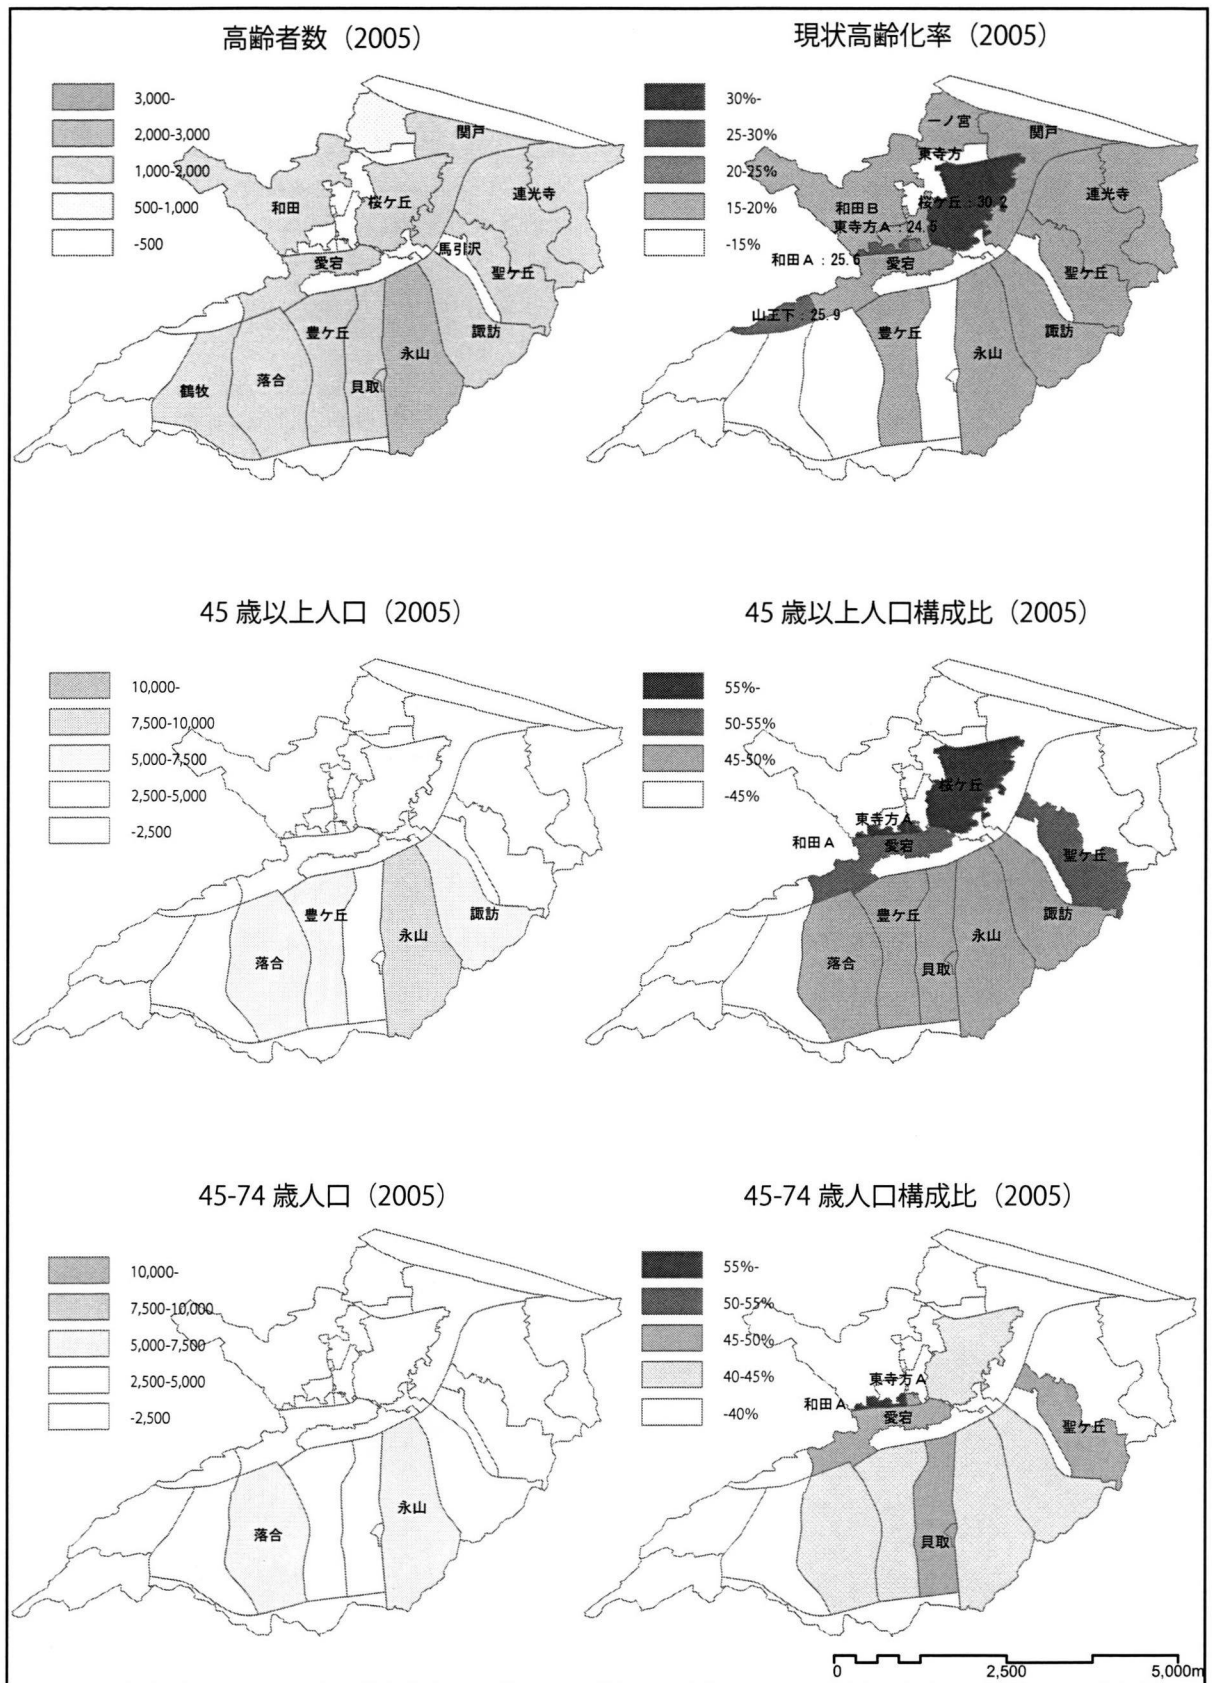 高齢者数（2005）
3,000-
2,000-3,000
1,000-2,000
500-1,000
-500
関戸
連光寺
和田
桜ケ丘
馬引沢
愛宕
聖ケ丘
豊ケ丘
諏訪
永山
鶴牧
落合
貝取
現状高齢化率（2005）
30%-
25-30%
20-25%
15-20%
-15%
一ノ宮
関戸
東寺方
連光寺
和田B
桜ケ丘：30.2
東寺方A：24.5
和田A：25.6
愛宕
聖ケ丘
山王下：25.9
豊ケ丘
諏訪
永山
45歳以上人口（2005）
10,000-
7,500-10,000
5,000-7,500
2,500-5,000
-2,500
豊ケ丘
諏訪
永山
落合
45歳以上人口構成比（2005）
55%-
50-55%
45-50%
-45%
桜ケ丘
東寺方A
和田A
愛宕
聖ケ丘
豊ケ丘
諏訪
永山
落合
貝取
45-74歳人口（2005）
10,000-
7,500-10,000
5,000-7,500
2,500-5,000
-2,500
永山
落合
45-74歳人口構成比（2005）
55%-
50-55%
45-50%
40-45%
-40%
東寺方A
和田A
愛宕
聖ケ丘
貝取
0 2,500 5,000m